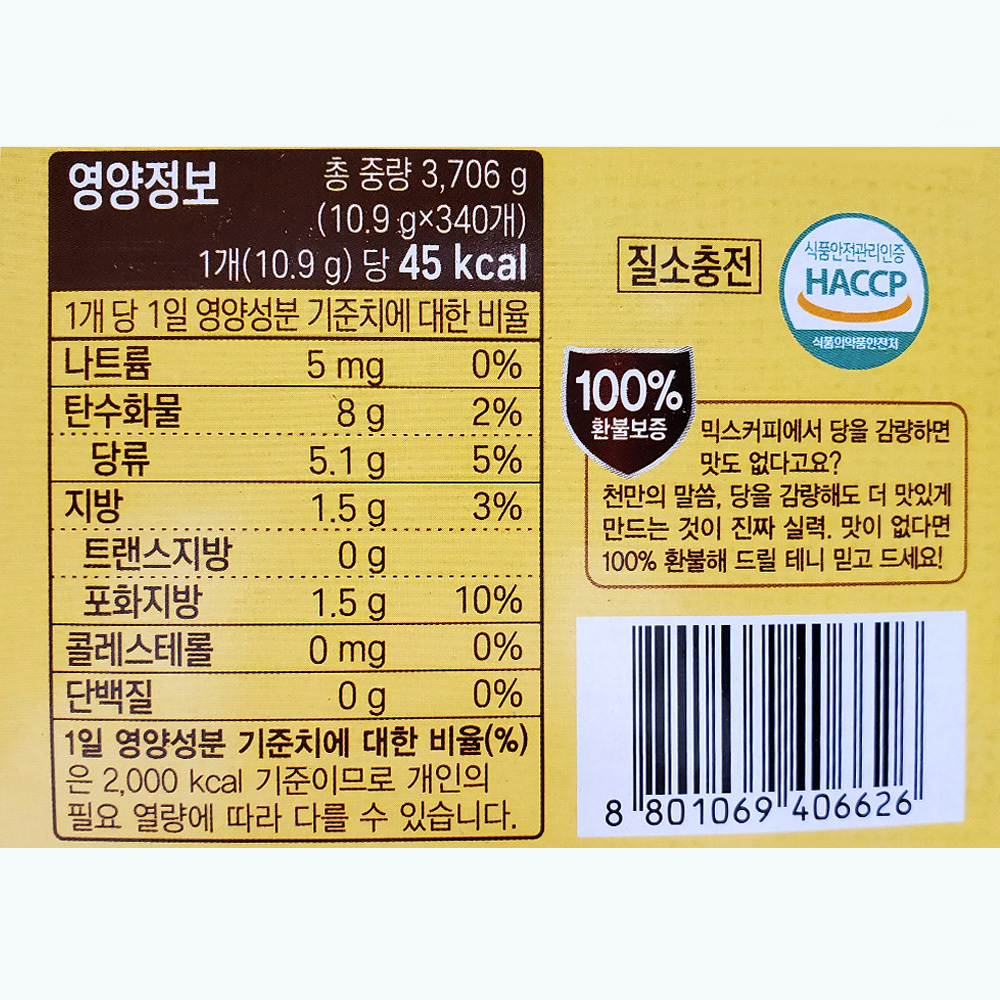 영양정보
총 중량 3,706 g
(10.9 g×340개)
1개(10.9 g) 당 45 kcal
1개 당 1일 영양성분 기준치에 대한 비율
나트륨 5 mg 0%
탄수화물 8 g 2%
당류 5.1 g 5%
지방 1.5 g 3%
트랜스지방 0 g
포화지방 1.5 g 10%
콜레스테롤 0 mg 0%
단백질 0 g 0%
1일 영양성분 기준치에 대한 비율(%)
은 2,000 kcal 기준이므로 개인의
필요 열량에 따라 다를 수 있습니다.
질소충전
식품안전관리인증
HACCP
식품의약품안전처
100%
환불보증
믹스커피에서 당을 감량하면
맛도 없다고요?
천만의 말씀, 당을 감량해도 더 맛있게
만드는 것이 진짜 실력. 맛이 없다면
100% 환불해 드릴 테니 믿고 드세요!
8 801069 406626